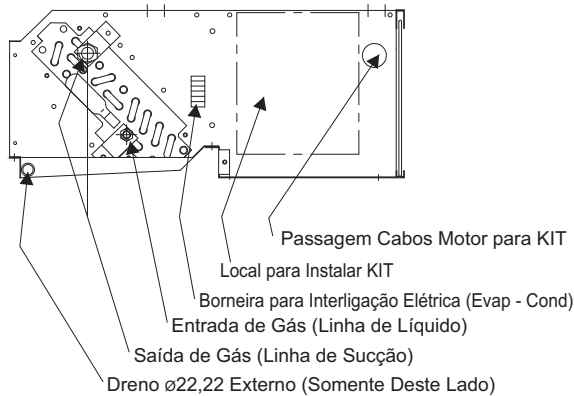 Passagem Cabos Motor para KIT
Local para Instalar KIT
Borneira para Interligação Elétrica (Evap - Cond)
Entrada de Gás (Linha de Líquido)
Saída de Gás (Linha de Sucção)
Dreno ø22,22 Externo (Somente Deste Lado)